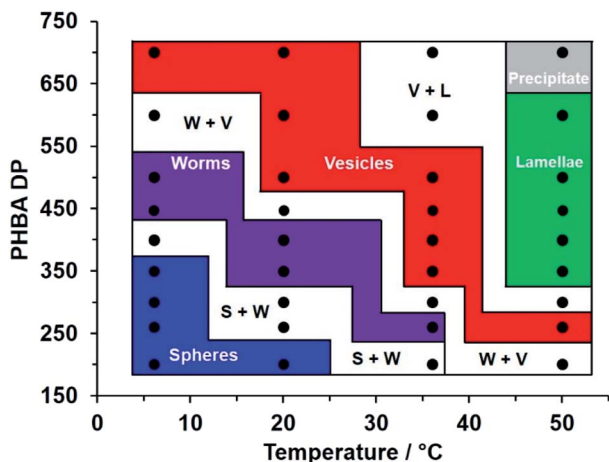 750
650
550
450
350
250
150
PHBA DP
Precipitate
V + L
W + V
Worms
Vesicles
Lamellae
S + W
Spheres
S + W
W + V
0
10
20
30
40
50
Temperature / °C